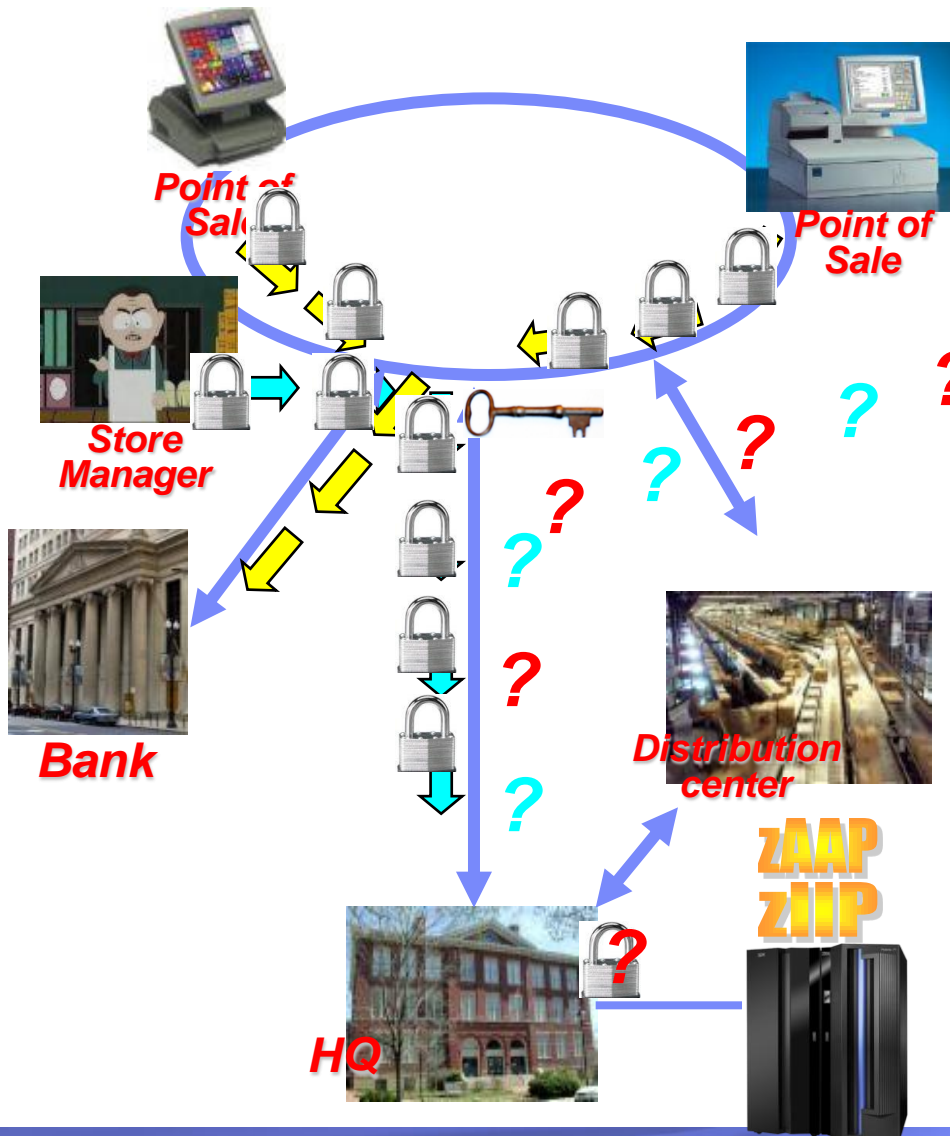 Point of
Sale
Point of
Sale
Store
Manager
?
?
?
?
?
?
?
?
Bank
Distribution
center
?
zAAP
zIIP
HQ